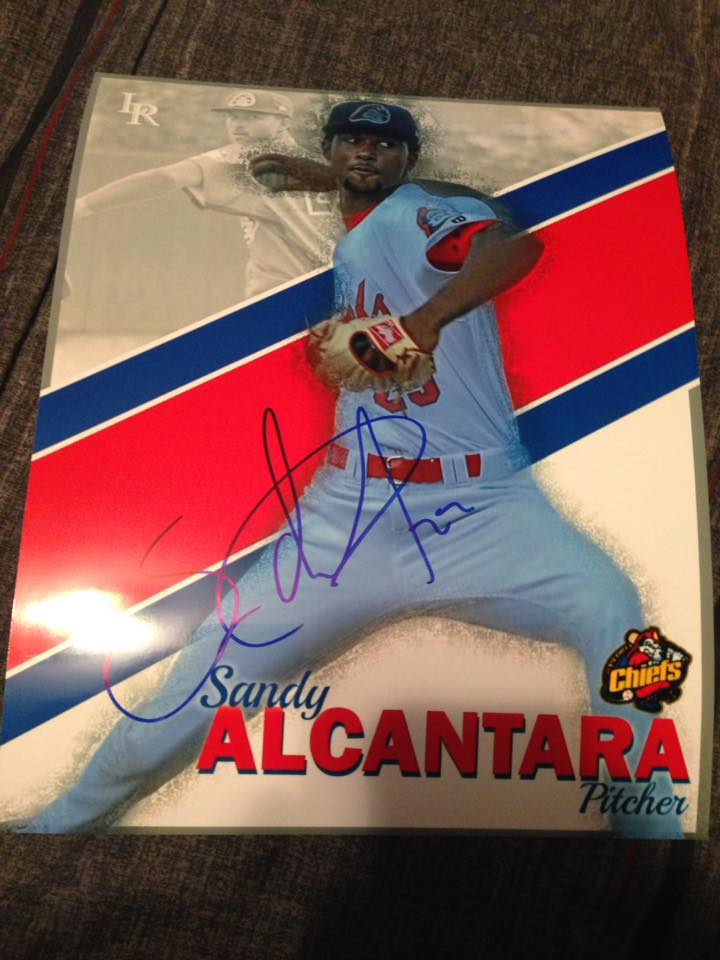 LR
Chiefs
Sandy
ALCANTARA
Pitcher